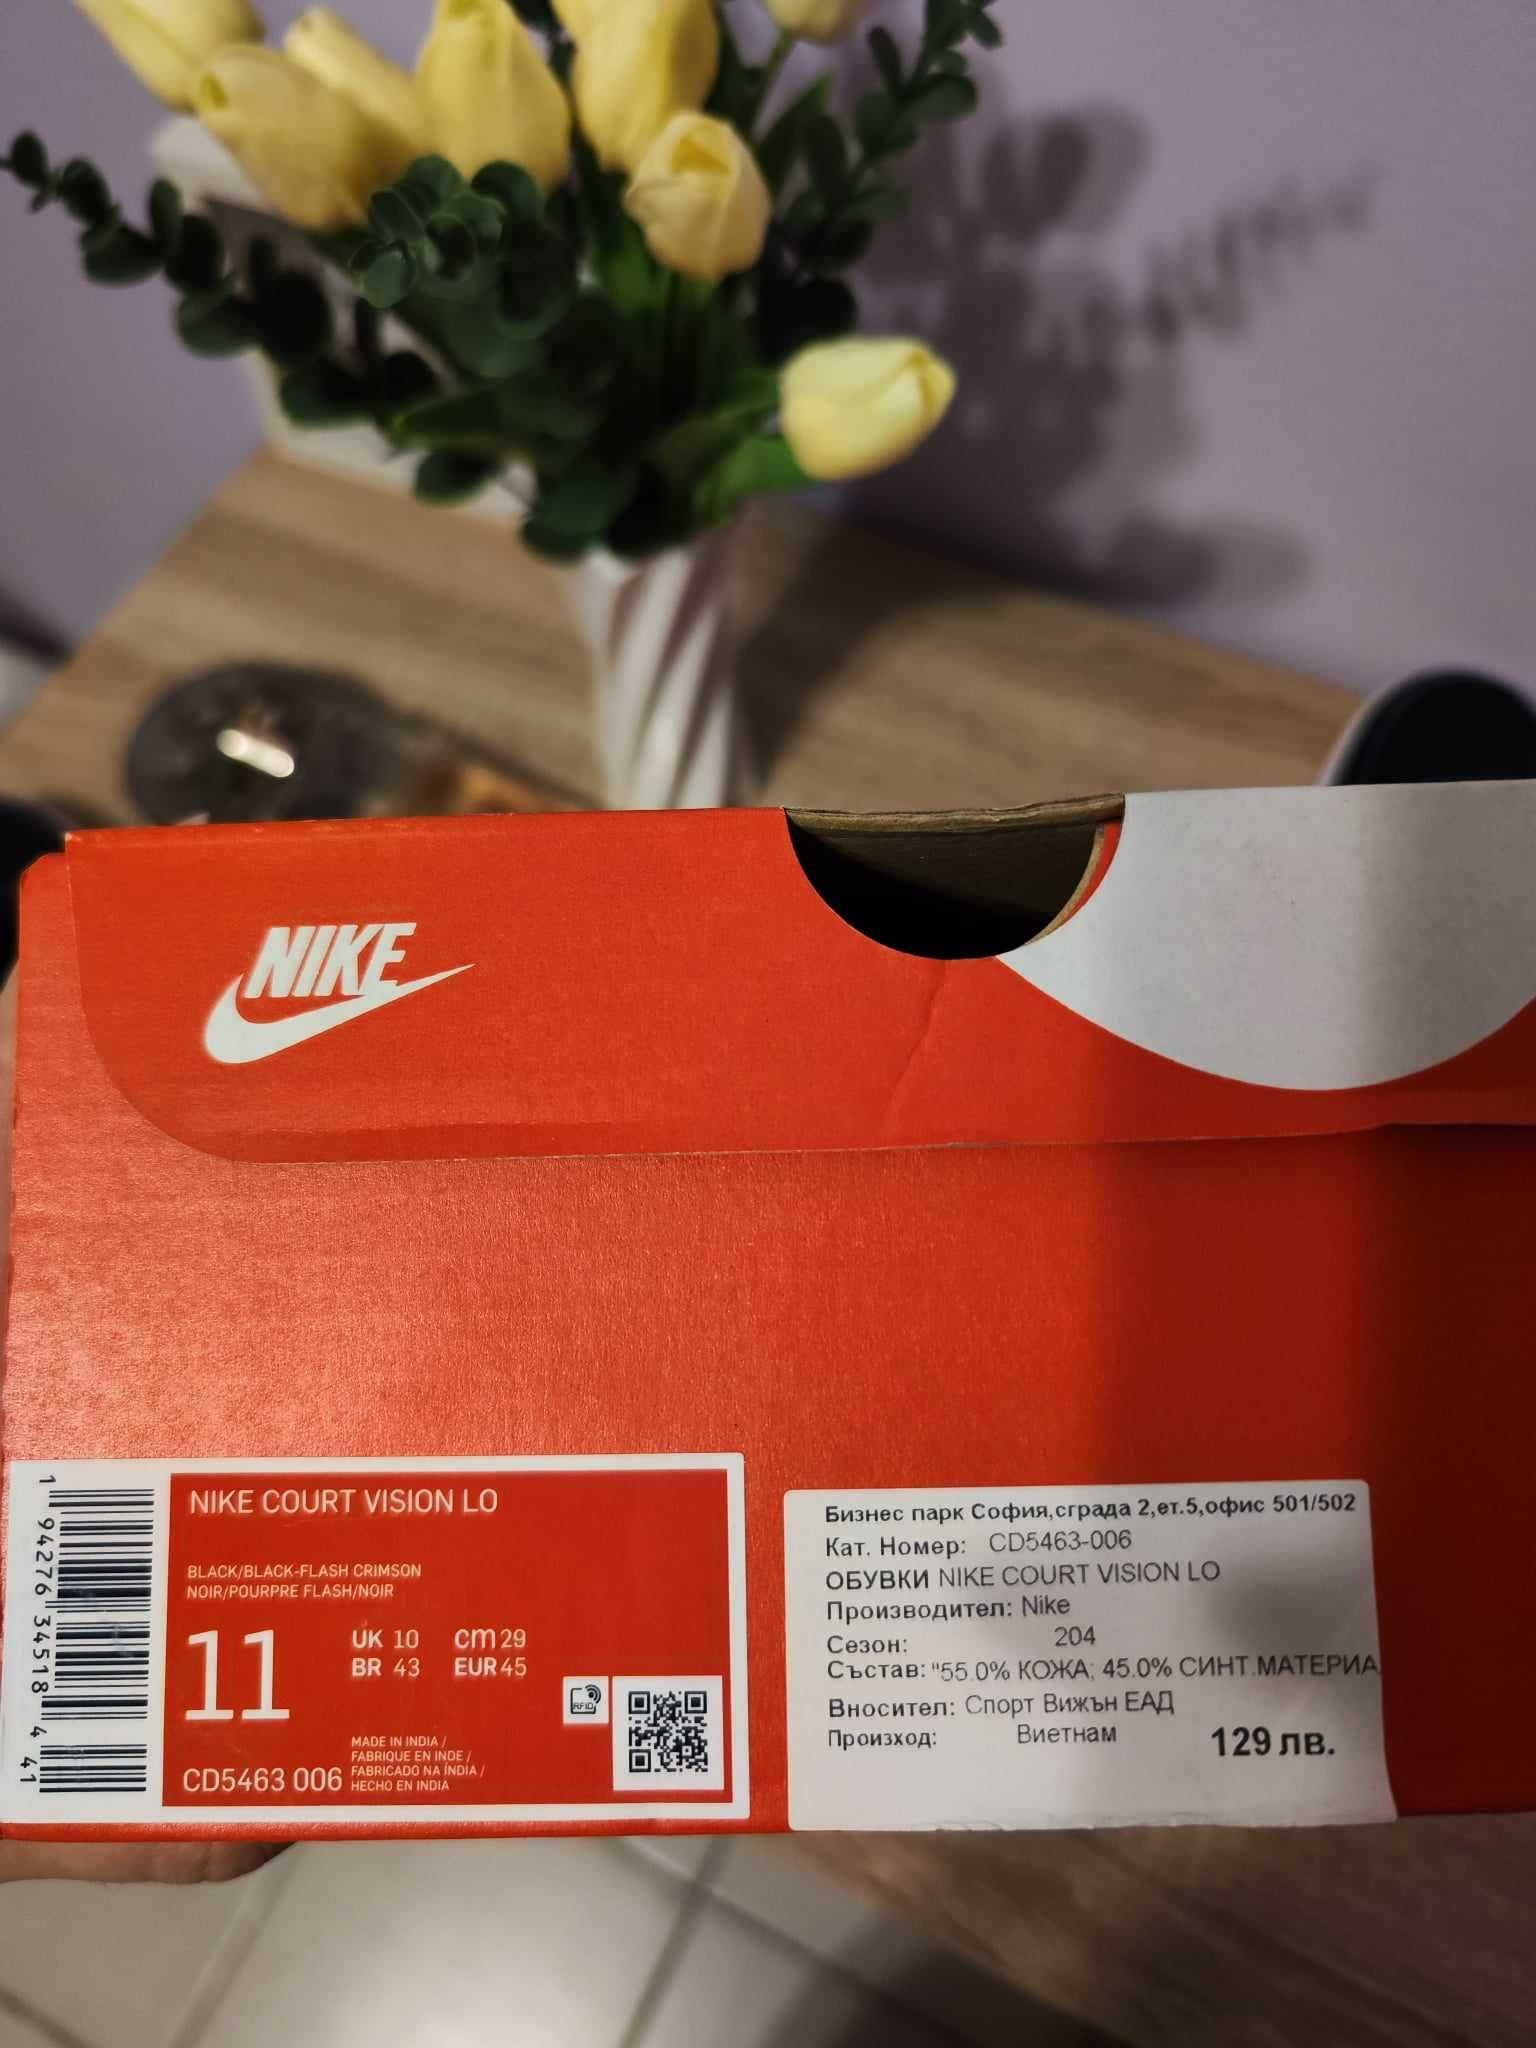 NIKE
NIKE COURT VISION LO
BLACK/BLACK-FLASH CRIMSON
NOIR/POURPRE FLASH/NOIR
11
UK 10 cm 29
BR 43 EUR 45
RFID
MADE IN INDIA /
FABRIQUE EN INDE /
FABRICADO NA ÍNDIA /
HECHO EN INDIA
CD5463 006
1 94276 34518 4 41
Бизнес парк София,сграда 2,ет.5,офис 501/502
Кат. Номер: CD5463-006
ОБУВКИ NIKE COURT VISION LO
Производител: Nike
Сезон: 204
Състав: "55.0% КОЖА; 45.0% СИНТ.МАТЕРИА
Вносител: Спорт Вижън ЕАД
Произход: Виетнам
129 лв.